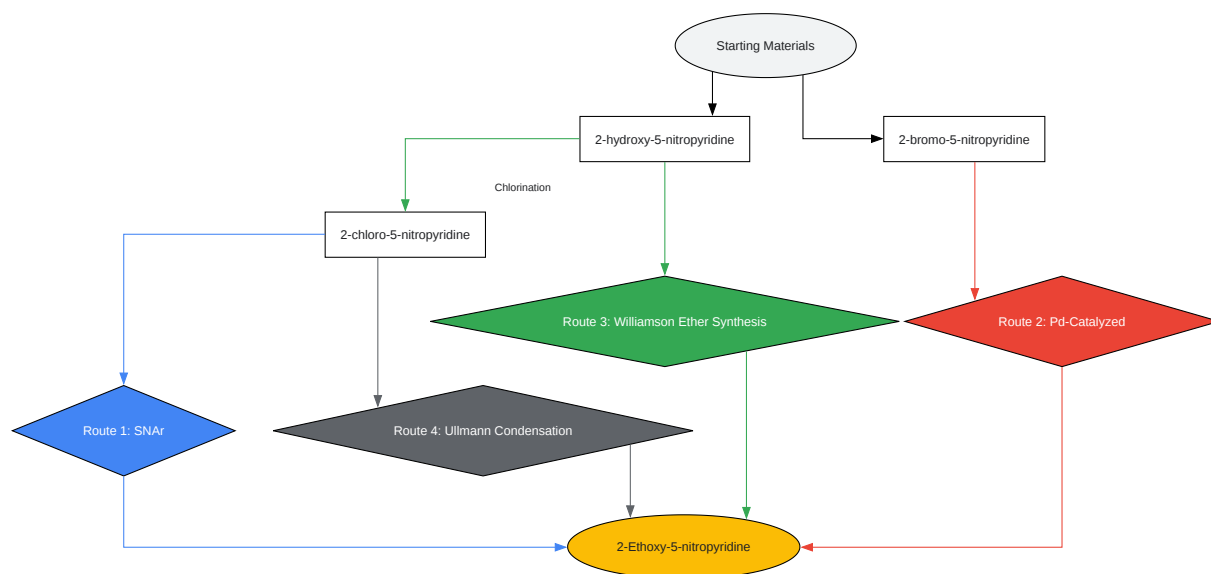 Starting Materials
2-hydroxy-5-nitropyridine
2-bromo-5-nitropyridine
Chlorination
2-chloro-5-nitropyridine
Route 3: Williamson Ether Synthesis
Route 2: Pd-Catalyzed
Route 1: SNAr
Route 4: Ullmann Condensation
2-Ethoxy-5-nitropyridine